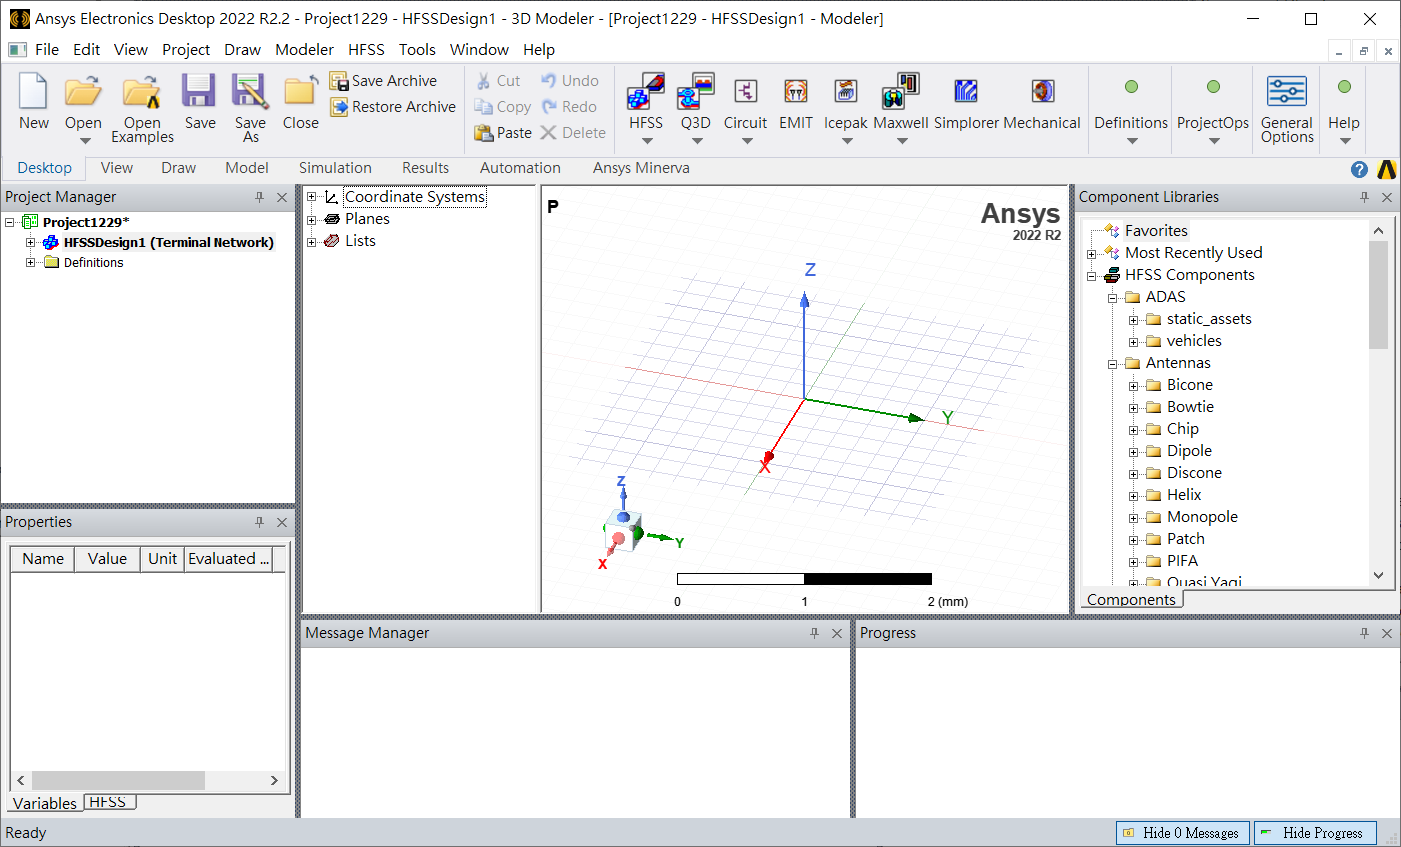 Ansys Electronics Desktop 2022 R2.2 - Project1229 - HFSSDesign1 - 3D Modeler - [Project1229 - HFSSDesign1 - Modeler]
File Edit View Project Draw Modeler HFSS Tools Window Help
New
Open
Open Examples
Save
Save As
Close
Save Archive
Restore Archive
Cut
Copy
Paste
Undo
Redo
Delete
HFSS
Q3D
Circuit
EMIT
Icepak
Maxwell
Simplorer
Mechanical
Definitions
ProjectOps
General Options
Help
Desktop View Draw Model Simulation Results Automation Ansys Minerva
Project Manager
Project1229*
HFSSDesign1 (Terminal Network)
Definitions
Properties
Name Value Unit Evaluated ...
Variables HFSS
Coordinate Systems
Planes
Lists
P
Ansys
2022 R2
Z
Y
X
Z
Y
X
0 1 2 (mm)
Component Libraries
Favorites
Most Recently Used
HFSS Components
ADAS
static_assets
vehicles
Antennas
Bicone
Bowtie
Chip
Dipole
Discone
Helix
Monopole
Patch
PIFA
Quasi Yagi
Components
Message Manager
Progress
Ready
Hide 0 Messages
Hide Progress